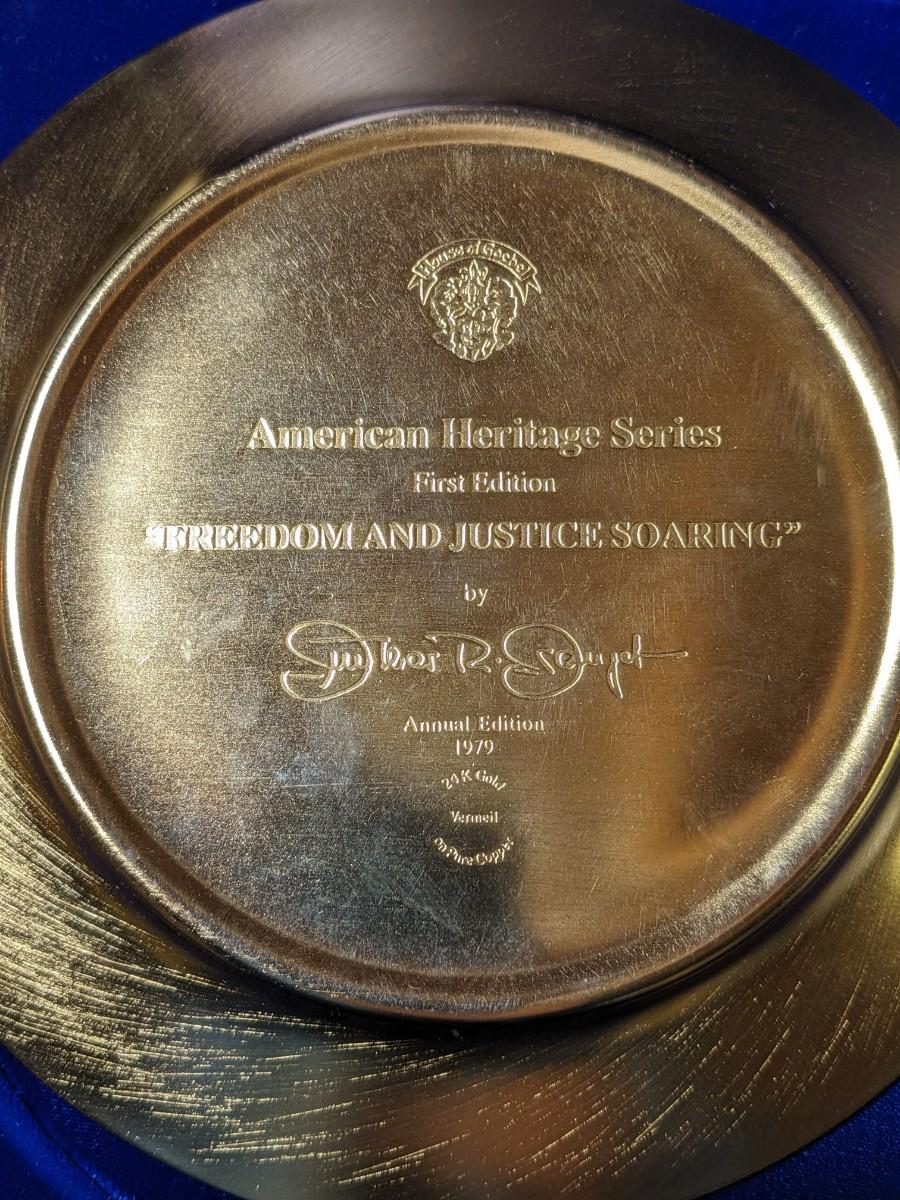 House of Goebel
American Heritage Series
First Edition
“FREEDOM AND JUSTICE SOARING”
by
R.
Annual Edition
1979
24 K Gold
Vermeil
on Pure Copper